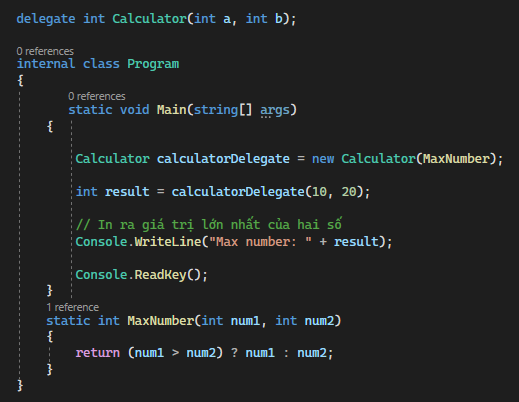 delegate int Calculator(int a, int b);
0 references
internal class Program
{
0 references
static void Main(string[] args)
{
Calculator calculatorDelegate = new Calculator(MaxNumber);
int result = calculatorDelegate(10, 20);
// In ra giá trị lớn nhất của hai số
Console.WriteLine("Max number: " + result);
Console.ReadKey();
}
1 reference
static int MaxNumber(int num1, int num2)
{
return (num1 > num2) ? num1 : num2;
}
}